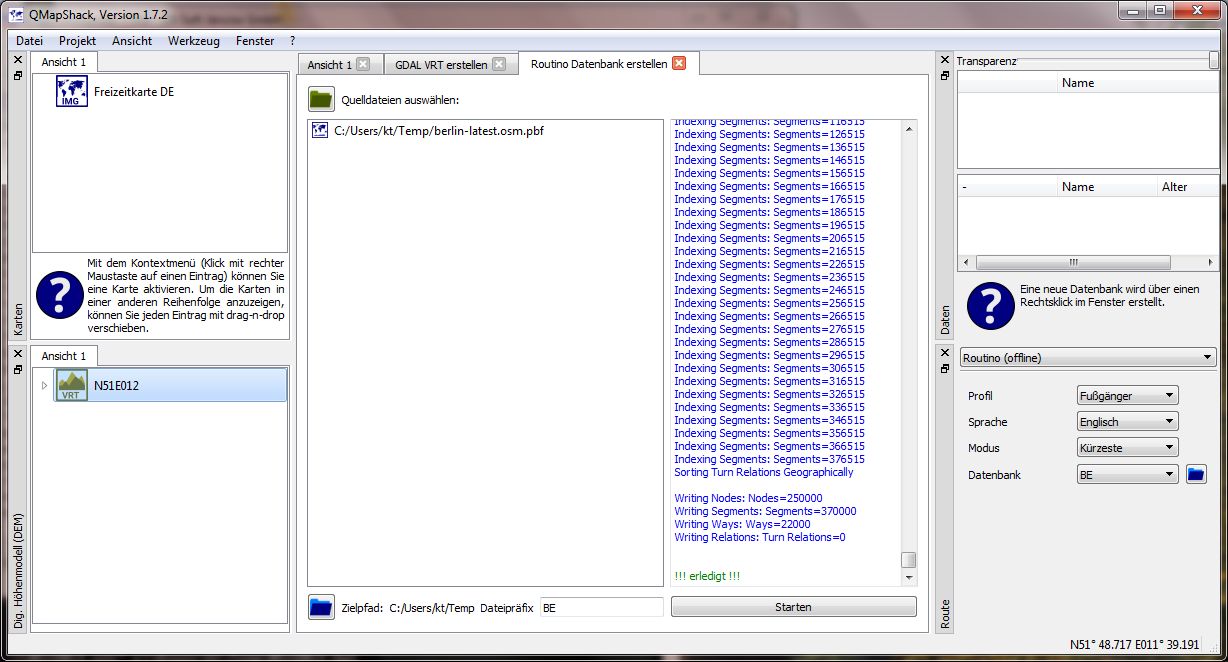 QMapShack, Version 1.7.2
Datei Projekt Ansicht Werkzeug Fenster ?
Ansicht 1
IMG
Freizeitkarte DE
Mit dem Kontextmenü (Klick mit rechter
Maustaste auf einen Eintrag) können Sie
eine Karte aktivieren. Um die Karten in
einer anderen Reihenfolge anzuzeigen,
können Sie jeden Eintrag mit drag-n-drop
verschieben.
Karten
Ansicht 1
VRT
N51E012
Dig. Höhenmodell (DEM)
Ansicht 1 GDAL VRT erstellen Routino Datenbank erstellen
Quelldateien auswählen:
C:/Users/kt/Temp/berlin-latest.osm.pbf
Indexing Segments: Segments=116515
Indexing Segments: Segments=126515
Indexing Segments: Segments=136515
Indexing Segments: Segments=146515
Indexing Segments: Segments=156515
Indexing Segments: Segments=166515
Indexing Segments: Segments=176515
Indexing Segments: Segments=186515
Indexing Segments: Segments=196515
Indexing Segments: Segments=206515
Indexing Segments: Segments=216515
Indexing Segments: Segments=226515
Indexing Segments: Segments=236515
Indexing Segments: Segments=246515
Indexing Segments: Segments=256515
Indexing Segments: Segments=266515
Indexing Segments: Segments=276515
Indexing Segments: Segments=286515
Indexing Segments: Segments=296515
Indexing Segments: Segments=306515
Indexing Segments: Segments=316515
Indexing Segments: Segments=326515
Indexing Segments: Segments=336515
Indexing Segments: Segments=346515
Indexing Segments: Segments=356515
Indexing Segments: Segments=366515
Indexing Segments: Segments=376515
Sorting Turn Relations Geographically
Writing Nodes: Nodes=250000
Writing Segments: Segments=370000
Writing Ways: Ways=22000
Writing Relations: Turn Relations=0
!!! erledigt !!!
Zielpfad: C:/Users/kt/Temp Dateipräfix BE
Starten
Transparenz
Name
- Name Alter
Eine neue Datenbank wird über einen
Rechtsklick im Fenster erstellt.
Daten
Routino (offline)
Profil Fußgänger
Sprache Englisch
Modus Kürzeste
Datenbank BE
Route
N51° 48.717 E011° 39.191